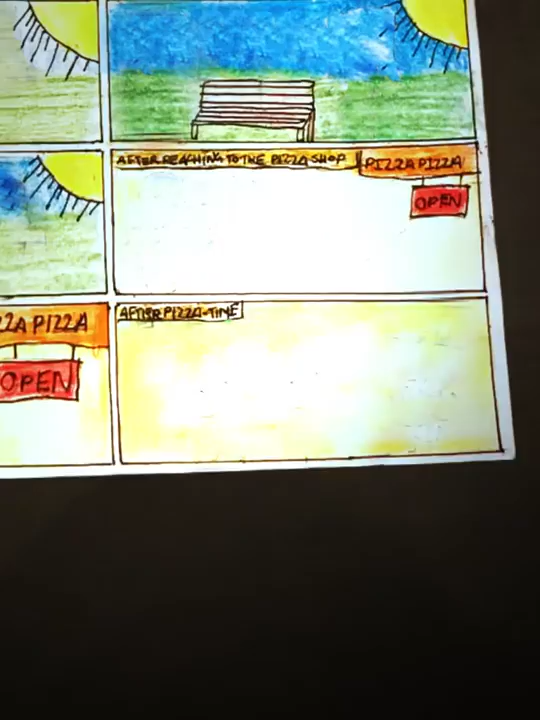 AFTER REACHING TO THE PIZZA SHOP
PIZZA PIZZA
OPEN
ZZA PIZZA
OPEN
AFTER PIZZA-TIME